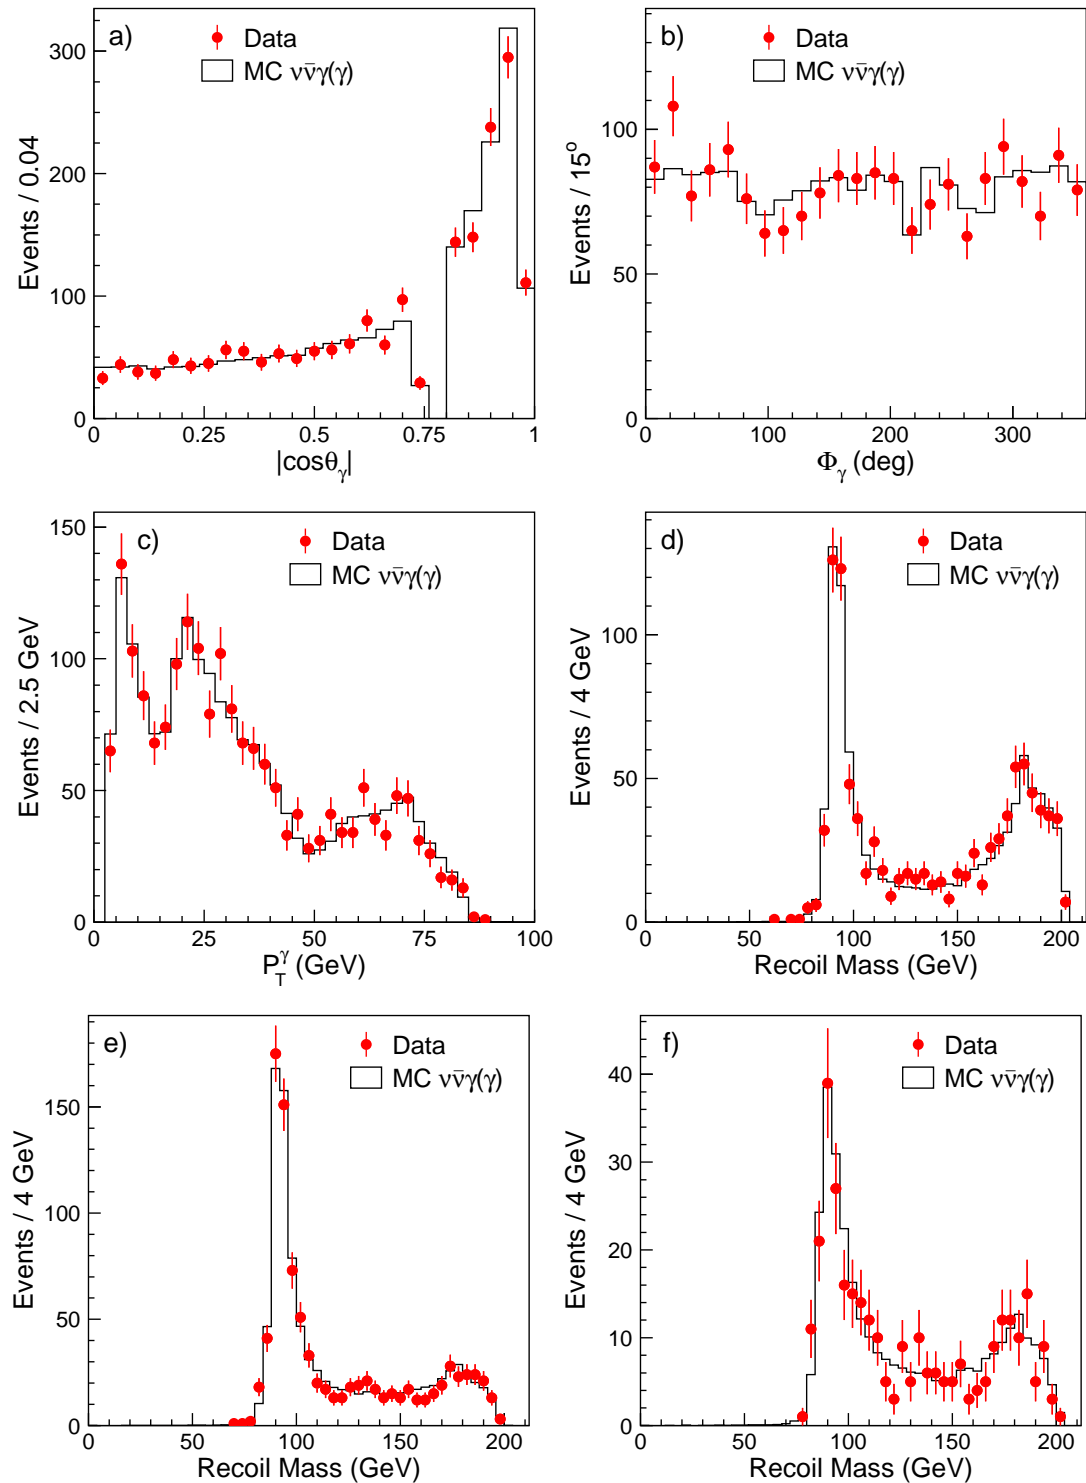 a)
Data
MC νν̄γ(γ)
Events / 0.04
300
200
100
0
0 0.25 0.5 0.75 1
|cosθγ|
b)
Data
MC νν̄γ(γ)
Events / 15°
100
50
0
0 100 200 300
Φγ (deg)
c)
Data
MC νν̄γ(γ)
Events / 2.5 GeV
150
100
50
0
0 25 50 75 100
P_T^γ (GeV)
d)
Data
MC νν̄γ(γ)
Events / 4 GeV
100
50
0
0 50 100 150 200
Recoil Mass (GeV)
e)
Data
MC νν̄γ(γ)
Events / 4 GeV
150
100
50
0
0 50 100 150 200
Recoil Mass (GeV)
f)
Data
MC νν̄γ(γ)
Events / 4 GeV
40
30
20
10
0
0 50 100 150 200
Recoil Mass (GeV)